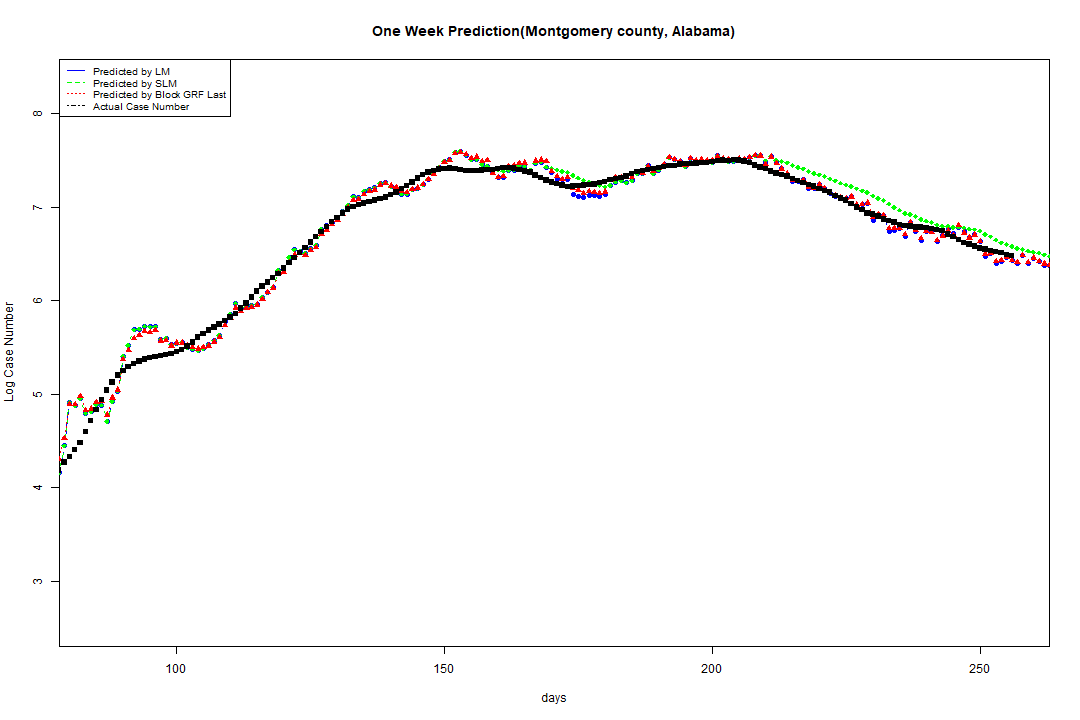 One Week Prediction(Montgomery county, Alabama)
Predicted by LM
Predicted by SLM
Predicted by Block GRF Last
Actual Case Number
8
7
6
5
4
3
Log Case Number
100 150 200 250
days